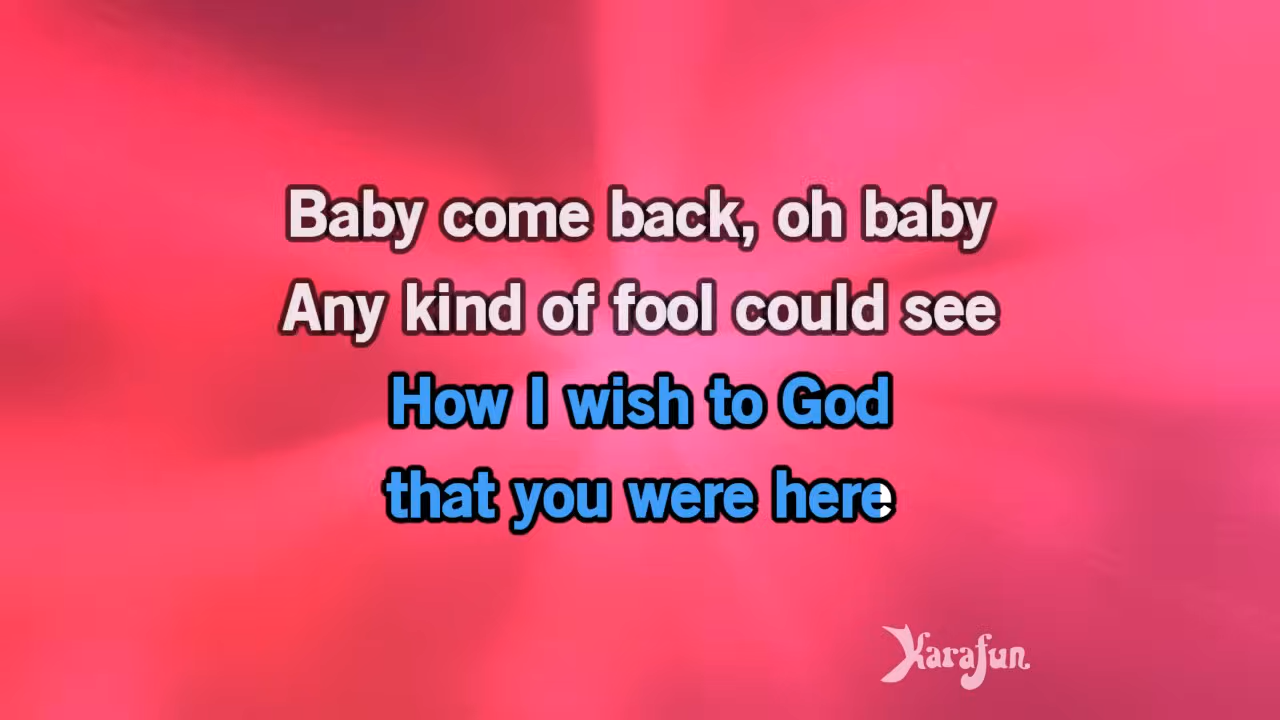 Baby come back, oh baby
Any kind of fool could see
How I wish to God
that you were here
Karafun